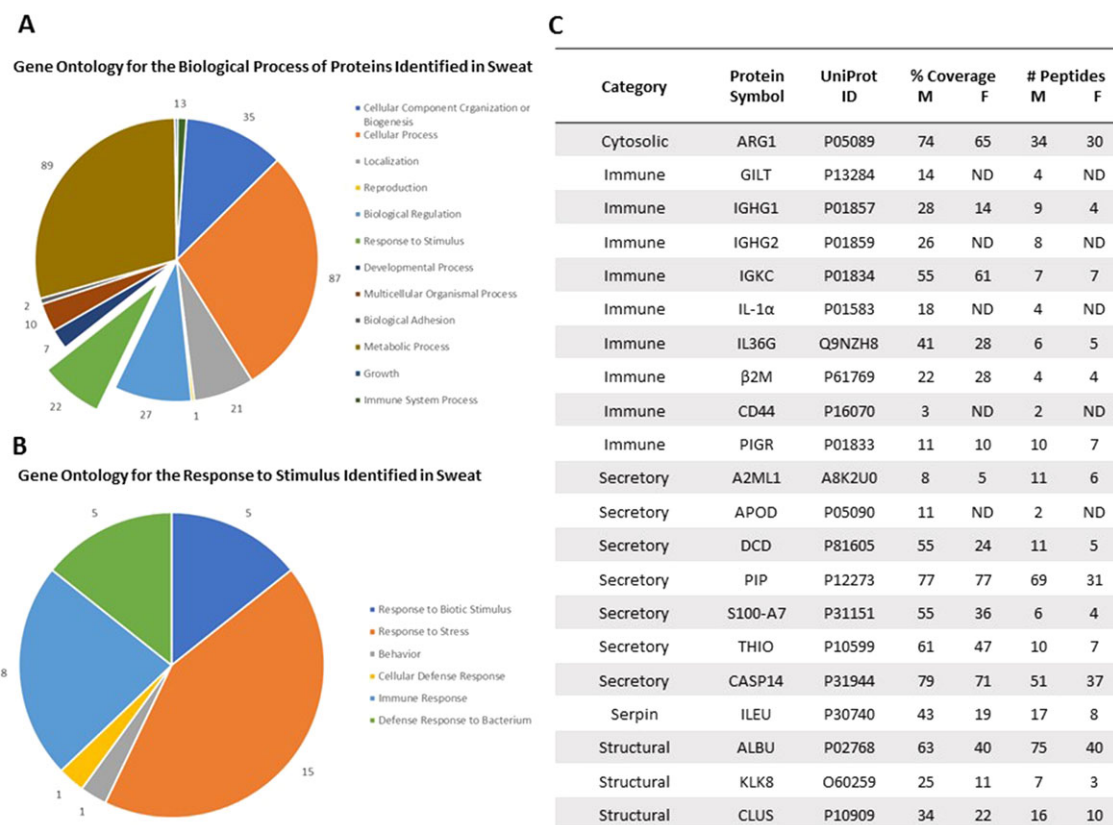 A
Gene Ontology for the Biological Process of Proteins Identified in Sweat
13
35
89
87
2
10
7
22
27
1
21
Cellular Component Organization or
Biogenesis
Cellular Process
Localization
Reproduction
Biological Regulation
Response to Stimulus
Developmental Process
Multicellular Organismal Process
Biological Adhesion
Metabolic Process
Growth
Immune System Process
B
Gene Ontology for the Response to Stimulus Identified in Sweat
5
5
8
15
1
1
Response to Biotic Stimulus
Response to Stress
Behavior
Cellular Defense Response
Immune Response
Defense Response to Bacterium
C
Category Protein Symbol UniProt ID % Coverage M F # Peptides M F
Cytosolic ARG1 P05089 74 65 34 30
Immune GILT P13284 14 ND 4 ND
Immune IGHG1 P01857 28 14 9 4
Immune IGHG2 P01859 26 ND 8 ND
Immune IGKC P01834 55 61 7 7
Immune IL-1α P01583 18 ND 4 ND
Immune IL36G Q9NZH8 41 28 6 5
Immune β2M P61769 22 28 4 4
Immune CD44 P16070 3 ND 2 ND
Immune PIGR P01833 11 10 10 7
Secretory A2ML1 A8K2U0 8 5 11 6
Secretory APOD P05090 11 ND 2 ND
Secretory DCD P81605 55 24 11 5
Secretory PIP P12273 77 77 69 31
Secretory S100-A7 P31151 55 36 6 4
Secretory THIO P10599 61 47 10 7
Secretory CASP14 P31944 79 71 51 37
Serpin ILEU P30740 43 19 17 8
Structural ALBU P02768 63 40 75 40
Structural KLK8 O60259 25 11 7 3
Structural CLUS P10909 34 22 16 10